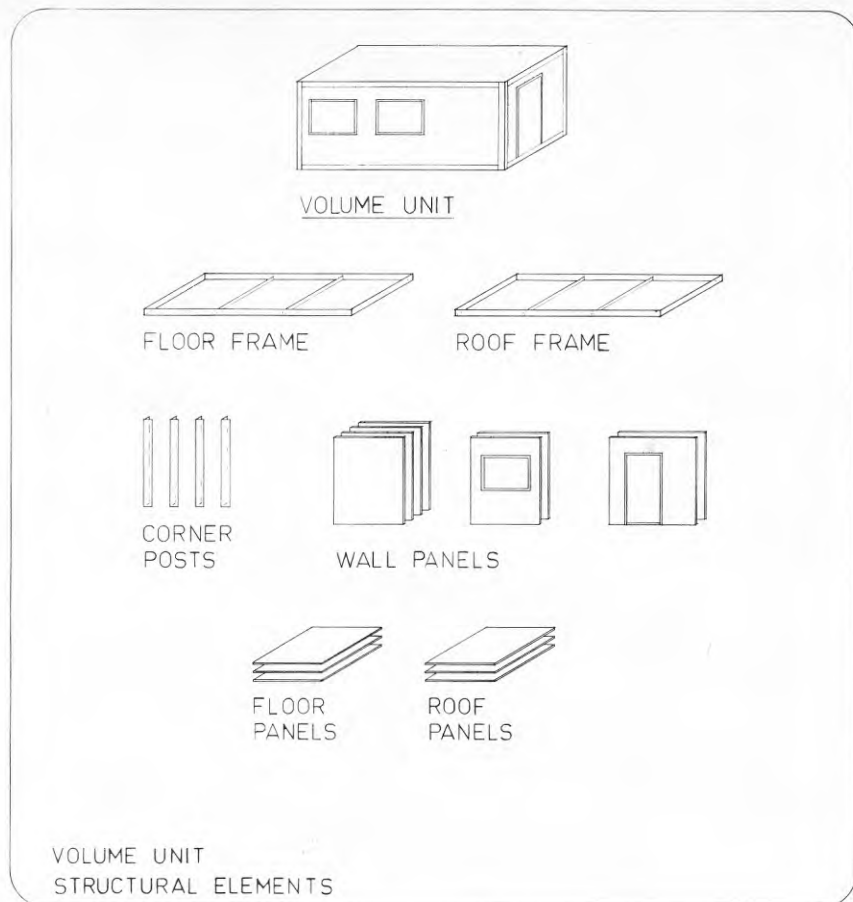 VOLUME UNIT
FLOOR FRAME
ROOF FRAME
CORNER
POSTS
WALL PANELS
FLOOR
PANELS
ROOF
PANELS
VOLUME UNIT
STRUCTURAL ELEMENTS